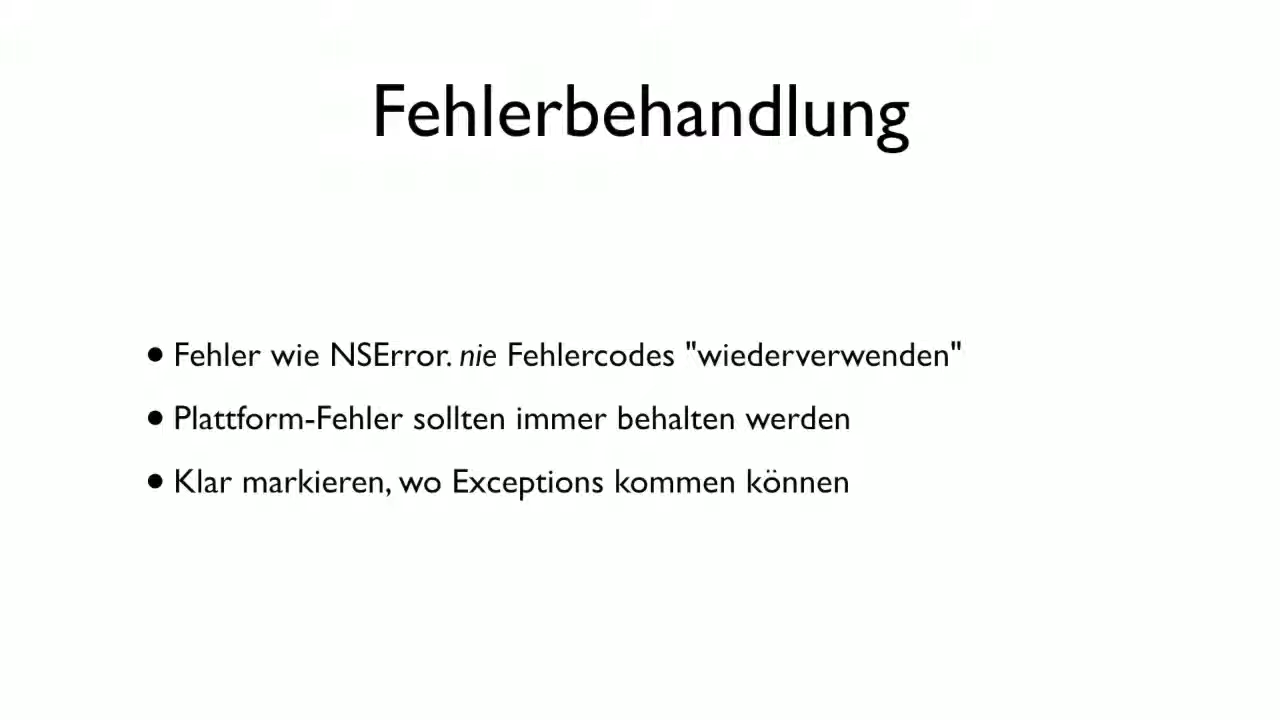 Fehlerbehandlung
• Fehler wie NSError. nie Fehlercodes "wiederverwenden"
• Plattform-Fehler sollten immer behalten werden
• Klar markieren, wo Exceptions kommen können